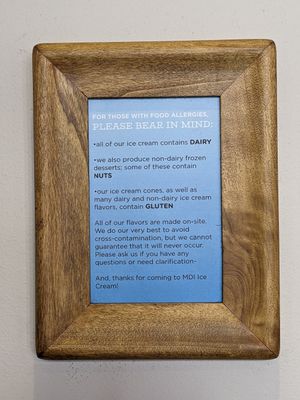 FOR THOSE WITH FOOD ALLERGIES,
PLEASE BEAR IN MIND:
•all of our ice cream contains DAIRY
•we also produce non-dairy frozen
desserts; some of these contain
NUTS
•our ice cream cones, as well as
many dairy and non-dairy ice cream
flavors, contain GLUTEN
All of our flavors are made on-site.
We do our very best to avoid
cross-contamination, but we cannot
guarantee that it will never occur.
Please ask us if you have any
questions or need clarification-
And, thanks for coming to MDI Ice
Cream!